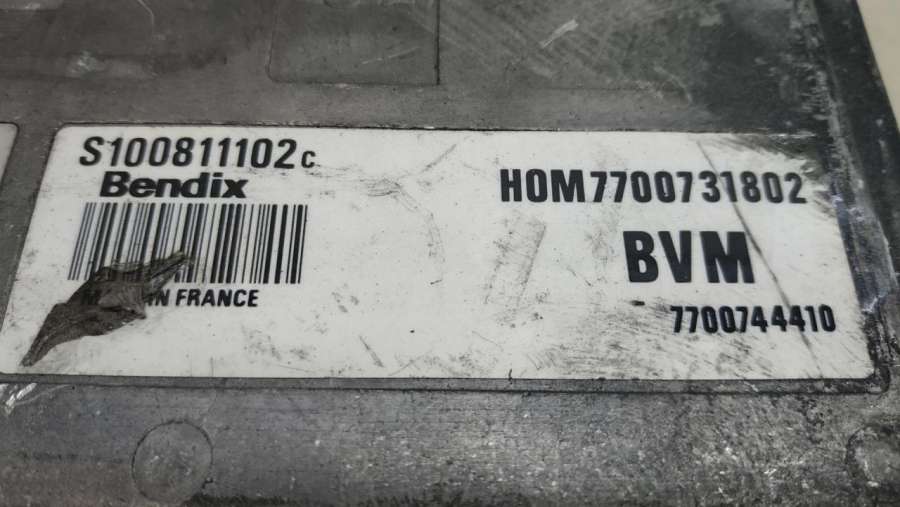 S100811102C
Bendix
HOM7700731802
BVM
IN FRANCE
7700744410